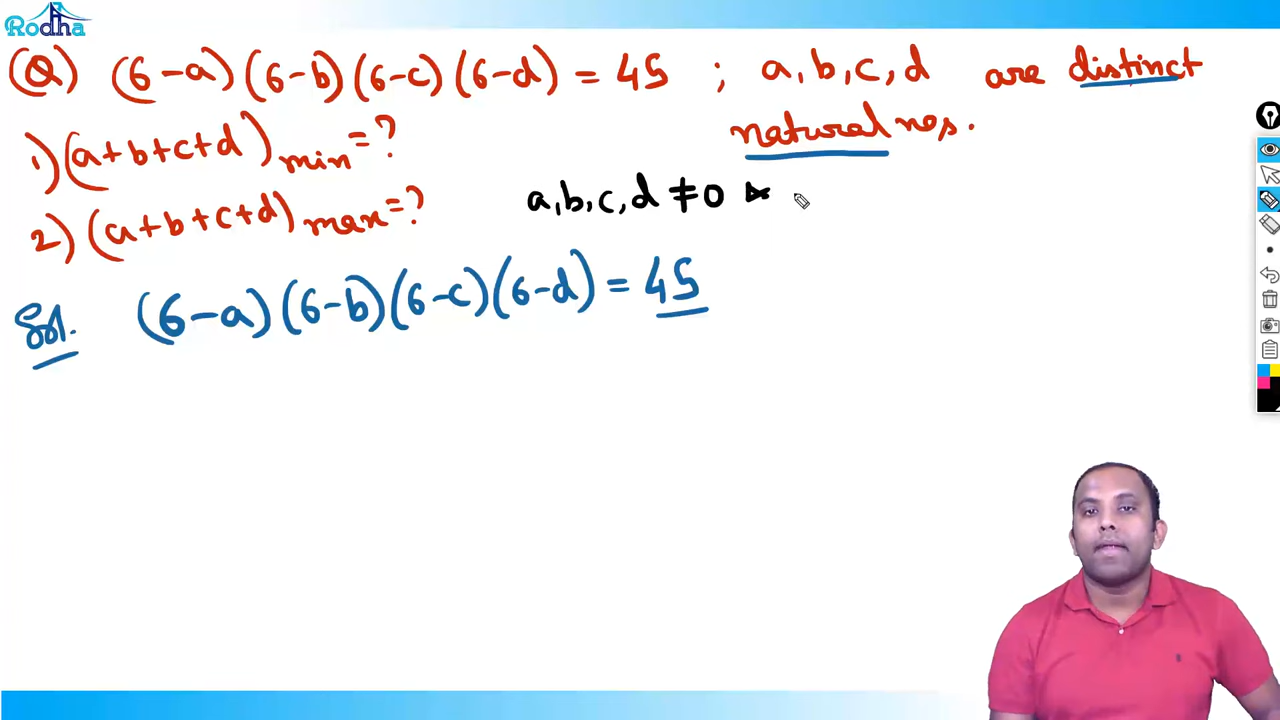 Rodha
(Q) (6-a)(6-b)(6-c)(6-d) = 45 ; a, b, c, d are distinct
natural nos.
1) (a+b+c+d)min = ?
2) (a+b+c+d)max = ?
a, b, c, d ≠ 0
Sol. (6-a)(6-b)(6-c)(6-d) = 45